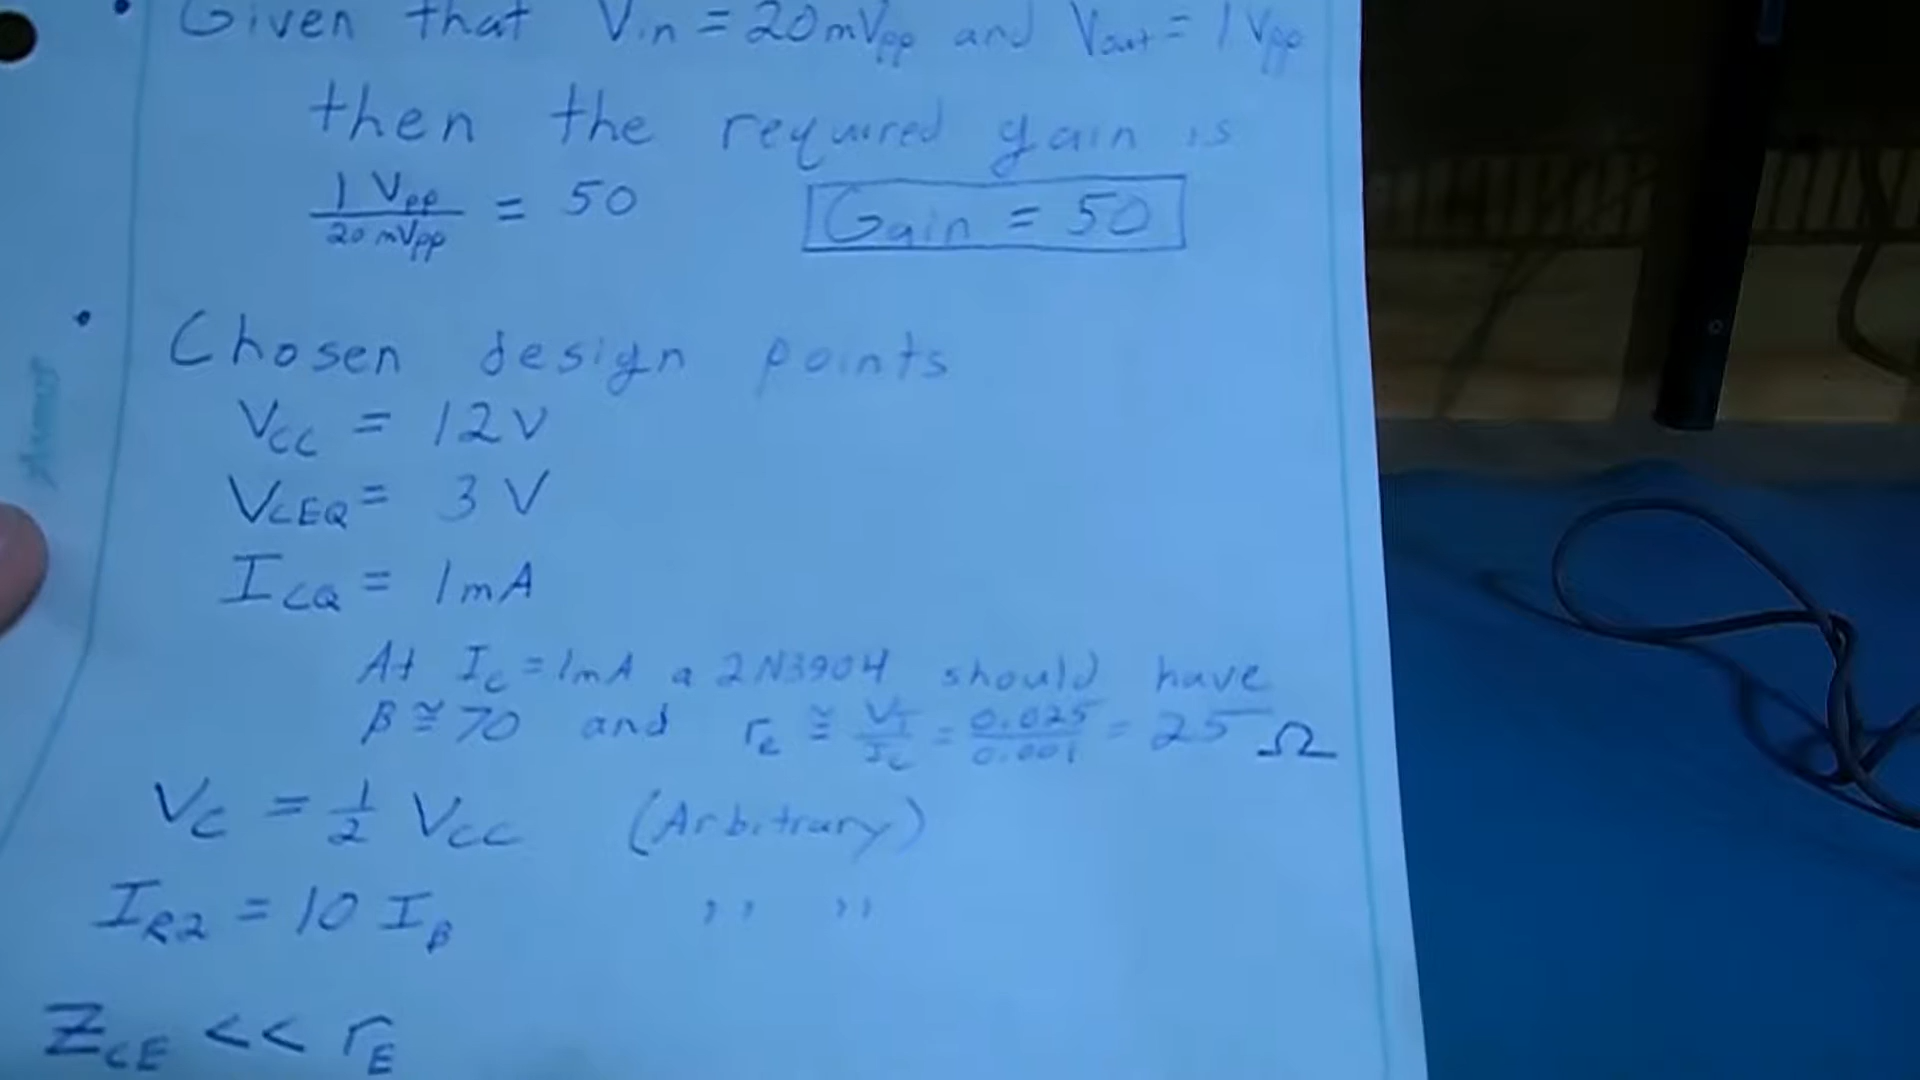 • Given that Vin = 20mVpp and Vout = 1 Vpp
then the required gain is
1 Vpp / 20 mVpp = 50
Gain = 50
• Chosen design points
VCC = 12V
VCEQ = 3 V
ICQ = 1mA
At IC = 1mA a 2N3904 should have
β ≅ 70 and re ≅ VT/IC = 0.025/0.001 = 25 Ω
VC = 1/2 VCC (Arbitrary)
IR2 = 10 IB ,, ,,
ZCE << rE